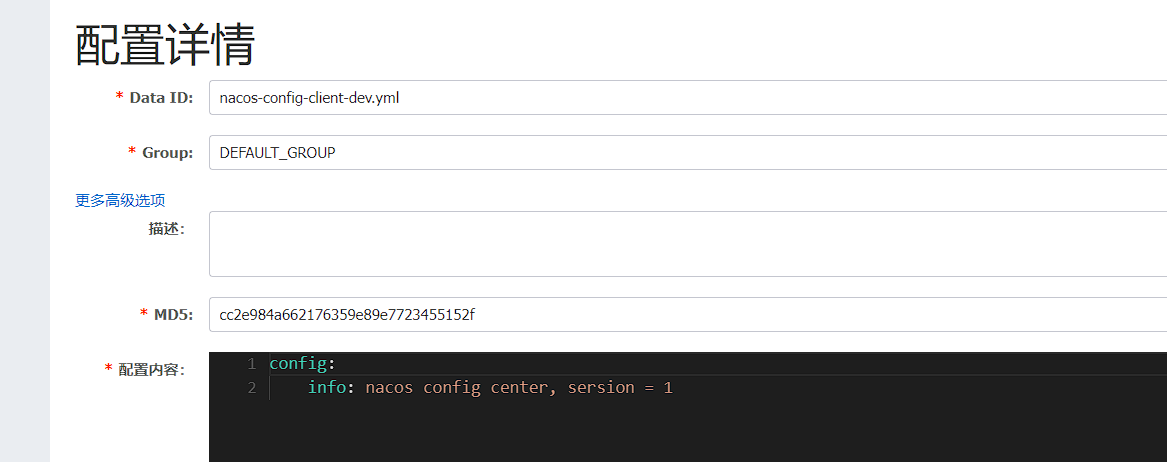 配置详情
* Data ID: nacos-config-client-dev.yml
* Group: DEFAULT_GROUP
更多高级选项
描述:
* MD5: cc2e984a662176359e89e7723455152f
* 配置内容:
1 config:
2 info: nacos config center, sersion = 1